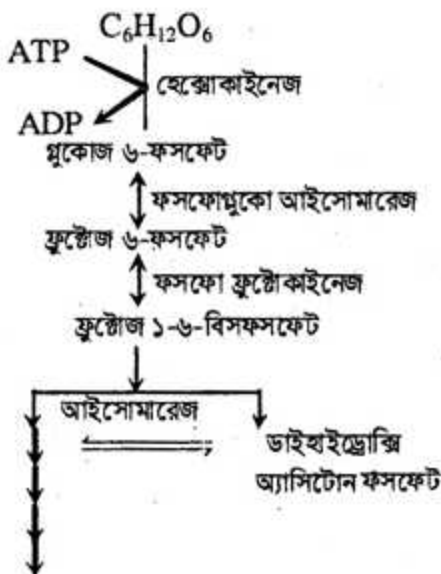 C₆H₁₂O₆
ATP
হেক্সোকাইনেজ
ADP
গ্লুকোজ ৬-ফসফেট
ফসফোগ্লুকো আইসোমারেজ
ফ্রুক্টোজ ৬-ফসফেট
ফসফো ফ্রুক্টোকাইনেজ
ফ্রুক্টোজ ১-৬-বিসফসফেট
আইসোমারেজ
ডাইহাইড্রোক্সি
অ্যাসিটোন ফসফেট